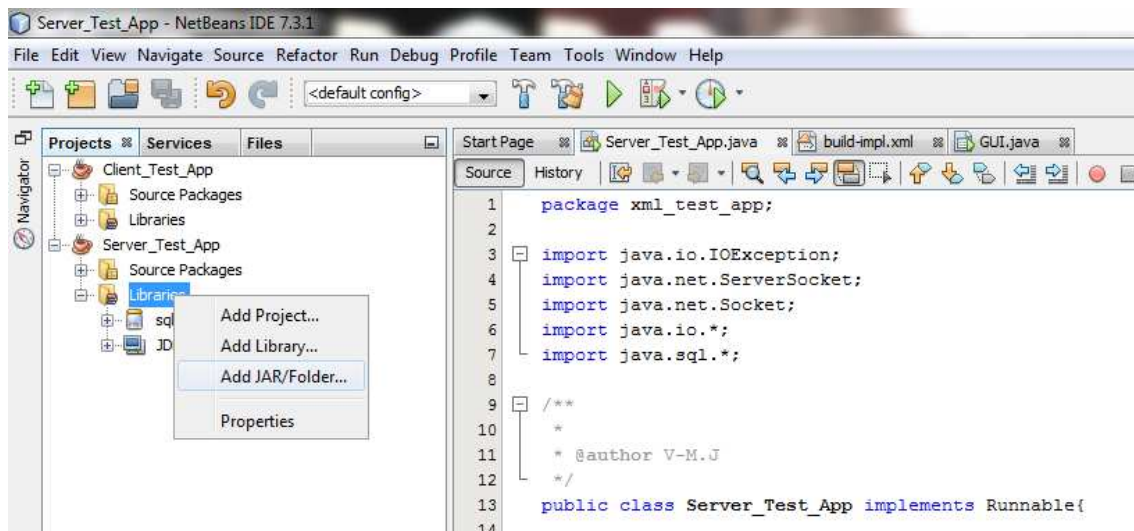 Server_Test_App - NetBeans IDE 7.3.1
File Edit View Navigate Source Refactor Run Debug Profile Team Tools Window Help
<default config>
Projects Services Files
Navigator
Client_Test_App
Source Packages
Libraries
Server_Test_App
Source Packages
Libraries
sql
JD
Add Project...
Add Library...
Add JAR/Folder...
Properties
Start Page Server_Test_App.java build-impl.xml GUI.java
Source History
1 package xml_test_app;
2
3 import java.io.IOException;
4 import java.net.ServerSocket;
5 import java.net.Socket;
6 import java.io.*;
7 import java.sql.*;
8
9 /**
10 *
11 * @author V-M.J
12 */
13 public class Server_Test_App implements Runnable{
14